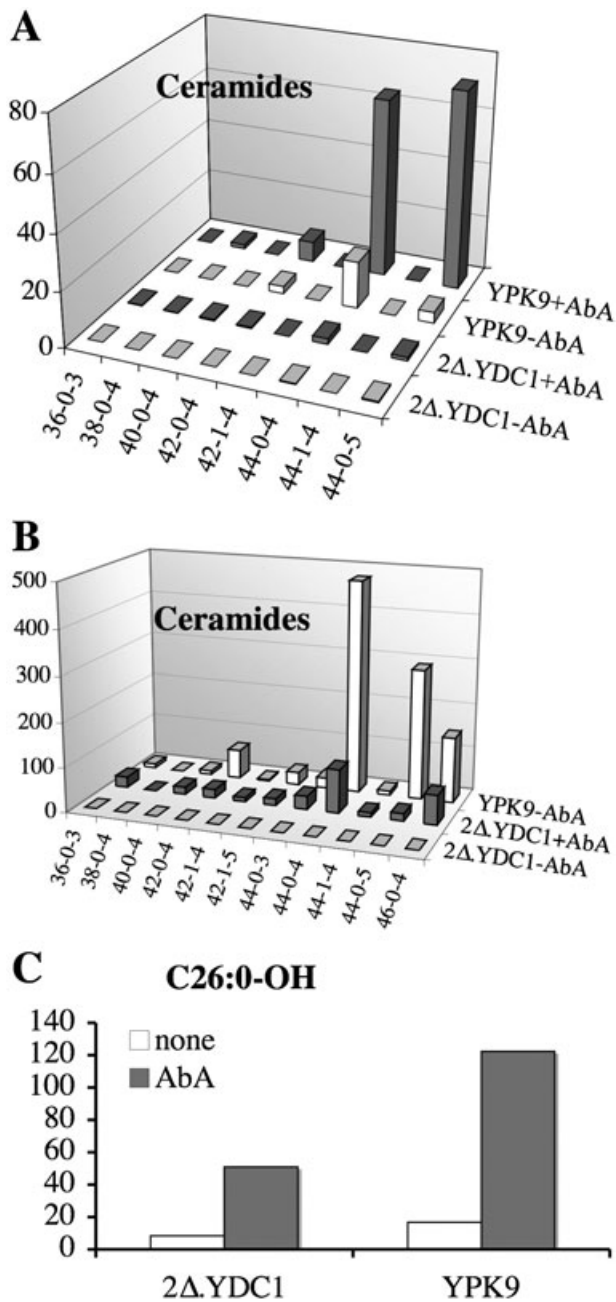 A
Ceramides
80
60
40
20
0
36-0-3
38-0-4
40-0-4
42-0-4
42-1-4
44-0-4
44-1-4
44-0-5
YPK9+AbA
YPK9-AbA
2Δ.YDC1+AbA
2Δ.YDC1-AbA
B
Ceramides
500
400
300
200
100
0
36-0-3
38-0-4
40-0-4
42-0-4
42-1-4
42-1-5
44-0-3
44-0-4
44-1-4
44-0-5
46-0-4
YPK9-AbA
2Δ.YDC1+AbA
2Δ.YDC1-AbA
C
C26:0-OH
140
120
100
80
60
40
20
0
none
AbA
2Δ.YDC1
YPK9